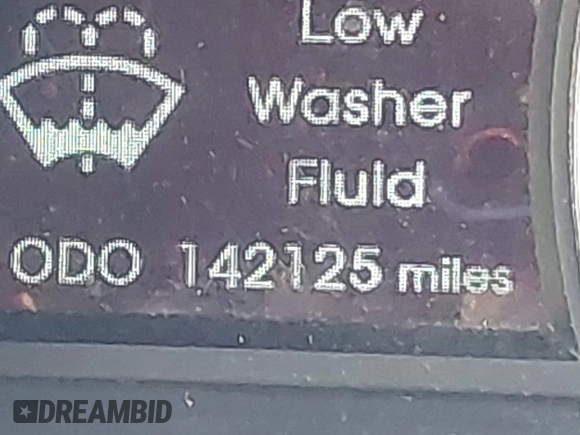 Low
Washer
Fluid
ODO 142125 miles
DREAMBID